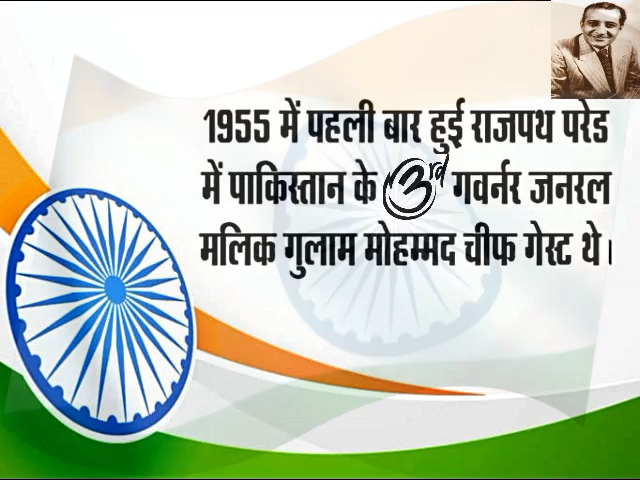 1955 में पहली बार हुई राजपथ परेड
में पाकिस्तान के 3rd गवर्नर जनरल
मलिक गुलाम मोहम्मद चीफ गेस्ट थे।